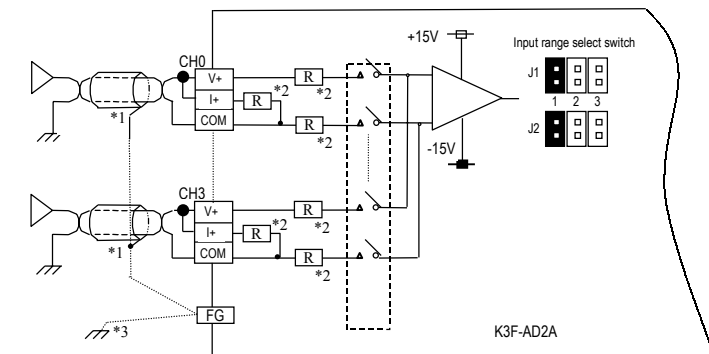 +15V
Input range select switch
CH0
V+
R
*2
J1
I+
R
*2
1 2 3
*1
COM
R
*2
J2
-15V
CH3
V+
R
*2
I+
R
*2
*1
COM
R
*2
FG
*3
K3F-AD2A